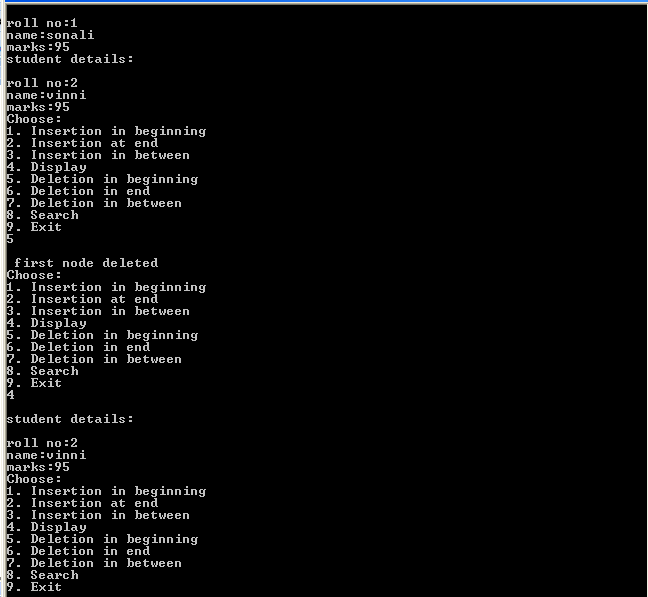 roll no:1
name:sonali
marks:95
student details:
roll no:2
name:vinni
marks:95
Choose:
1. Insertion in beginning
2. Insertion at end
3. Insertion in between
4. Display
5. Deletion in beginning
6. Deletion in end
7. Deletion in between
8. Search
9. Exit
5
first node deleted
Choose:
1. Insertion in beginning
2. Insertion at end
3. Insertion in between
4. Display
5. Deletion in beginning
6. Deletion in end
7. Deletion in between
8. Search
9. Exit
4
student details:
roll no:2
name:vinni
marks:95
Choose:
1. Insertion in beginning
2. Insertion at end
3. Insertion in between
4. Display
5. Deletion in beginning
6. Deletion in end
7. Deletion in between
8. Search
9. Exit